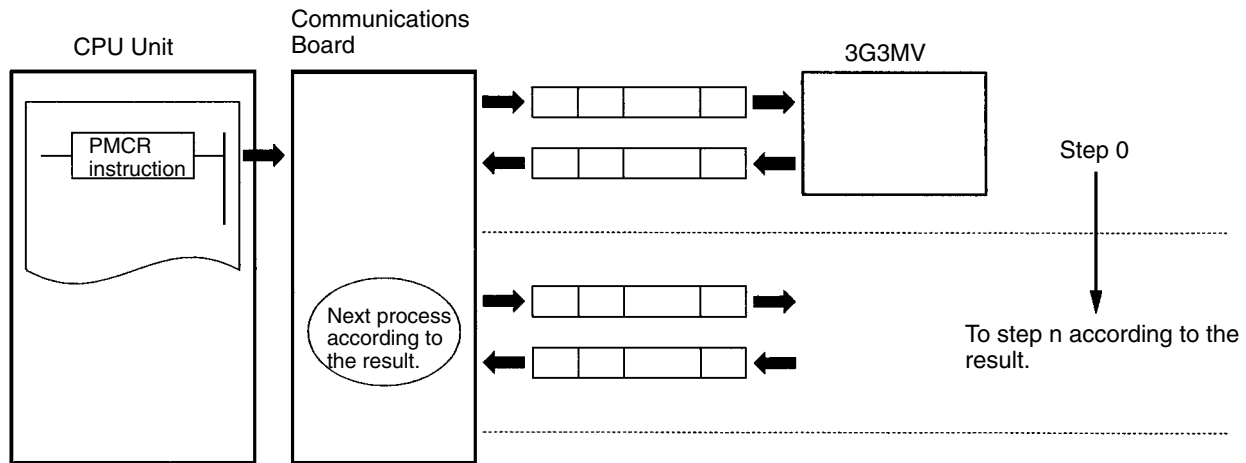 Communications
Board
CPU Unit
3G3MV
PMCR
instruction
Step 0
Next process
according to
the result.
To step n according to the
result.